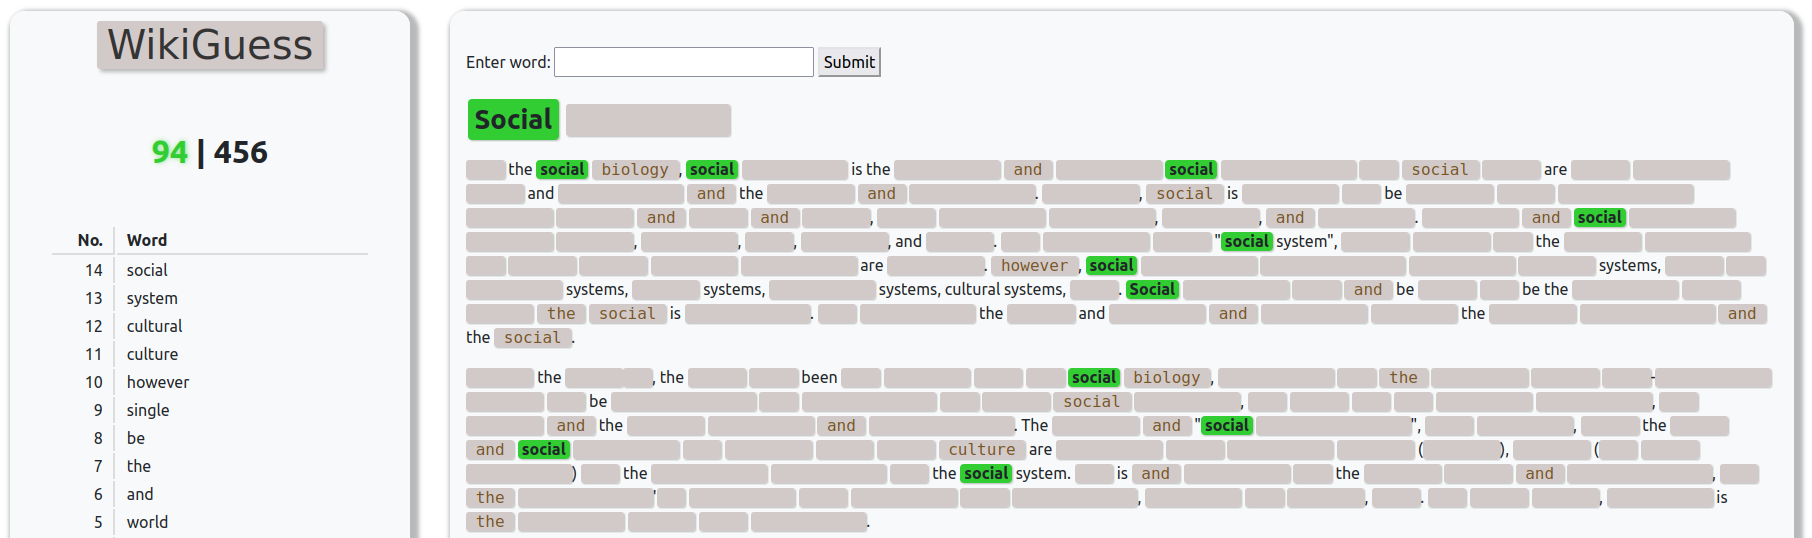 WikiGuess
94 | 456
No. Word
14 social
13 system
12 cultural
11 culture
10 however
9 single
8 be
7 the
6 and
5 world
Enter word: Submit
Social
the social biology, social is the and social social are
and and the and . , social is be
and and , , , and . and social
, , , , and . "social system", the
are . however, social systems,
systems, systems, systems, cultural systems, . Social and be be the
the social is . the and and the and
the social.
the , the been social biology, the -
be social , ,
and the and . The and "social ", , , the
and social culture are ( ), (
) the the social system. is and the and ,
the ' , , . , is
the .